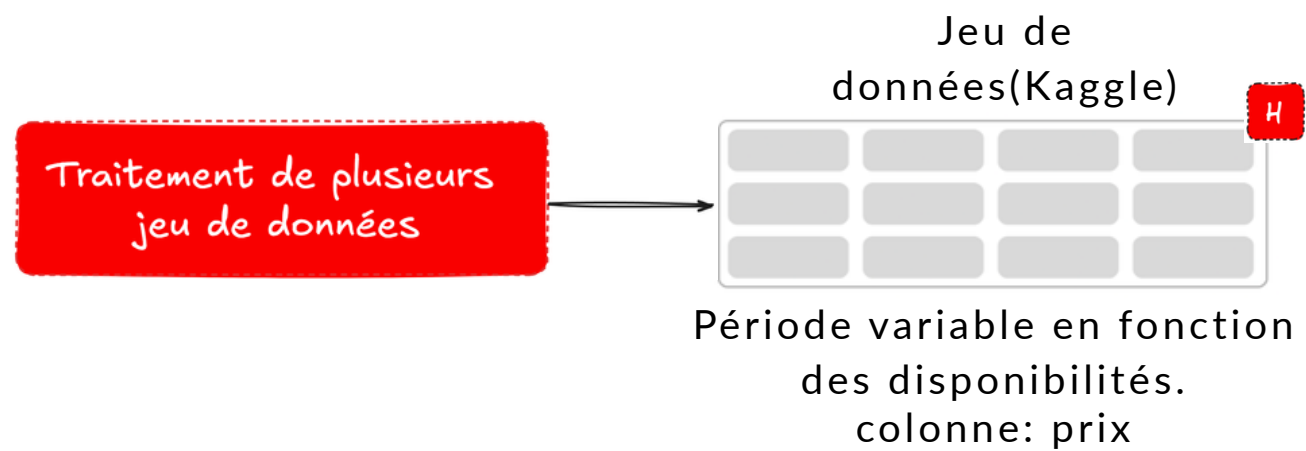 Jeu de
données(Kaggle)
H
Traitement de plusieurs
jeu de données
Période variable en fonction
des disponibilités.
colonne: prix